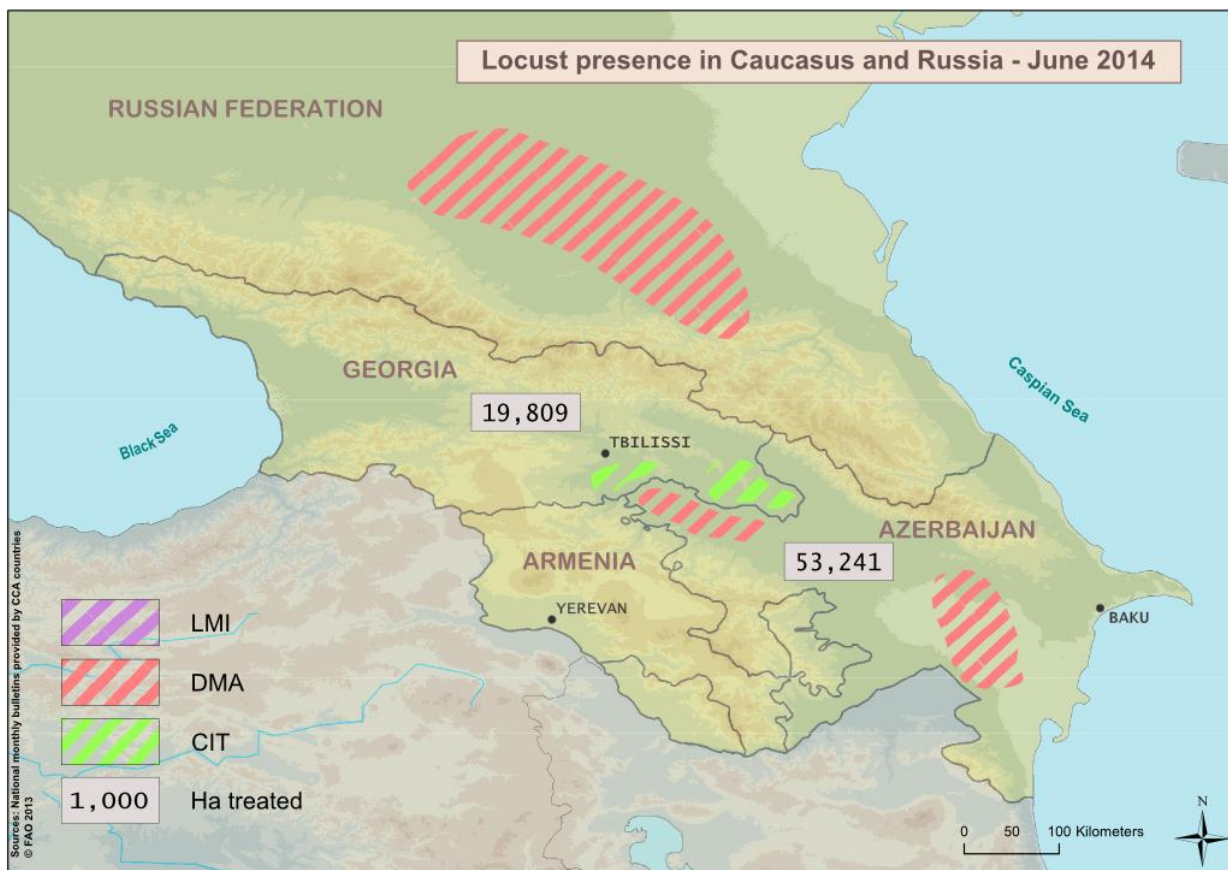 Locust presence in Caucasus and Russia - June 2014
RUSSIAN FEDERATION
GEORGIA
19,809
Caspian Sea
Black Sea
TBILISSI
AZERBAIJAN
ARMENIA
53,241
YEREVAN
BAKU
LMI
DMA
CIT
1,000 Ha treated
Sources: National monthly bulletins provided by CCA countries
© FAO 2013
N
0 50 100 Kilometers